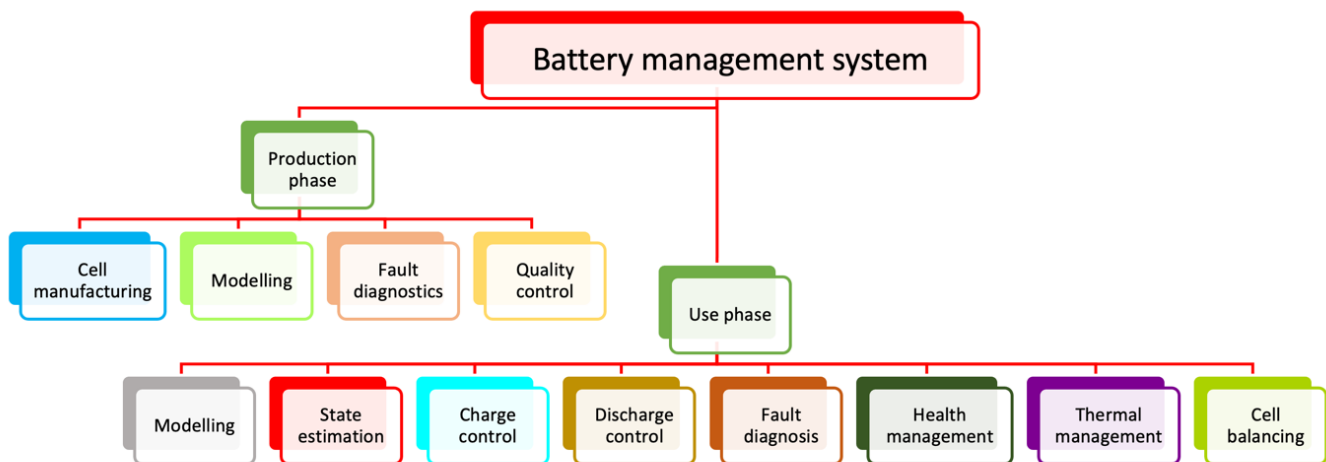 Battery management system
Production
phase
Cell
manufacturing
Modelling
Fault
diagnostics
Quality
control
Use phase
Modelling
State
estimation
Charge
control
Discharge
control
Fault
diagnosis
Health
management
Thermal
management
Cell
balancing